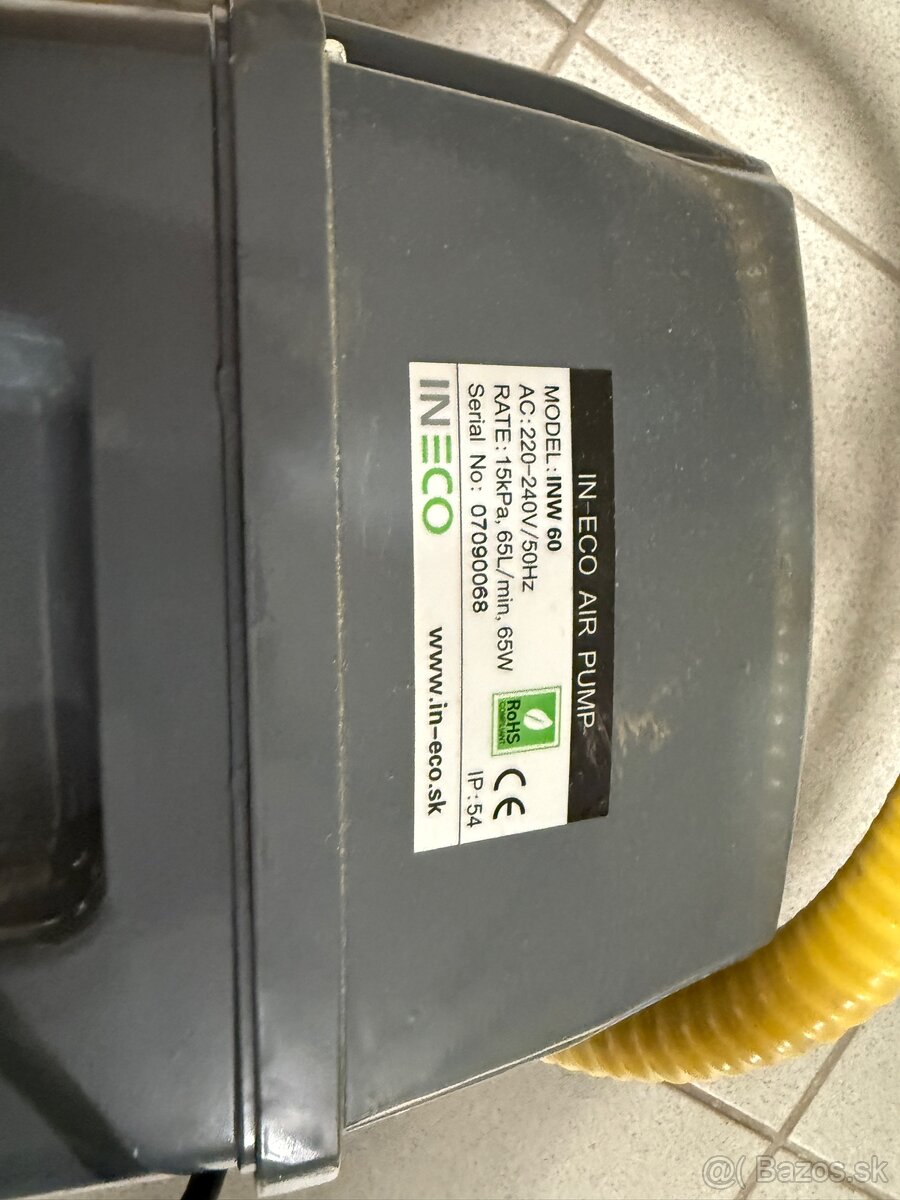 IN-ECO AIR PUMP
MODEL: INW 60
AC: 220-240V/50Hz
RATE: 15kPa, 65L/min, 65W
Serial No: 07090068
RoHS
COMPLIANT
CE
IP: 54
INECO
www.in-eco.sk
@( Bazos.sk